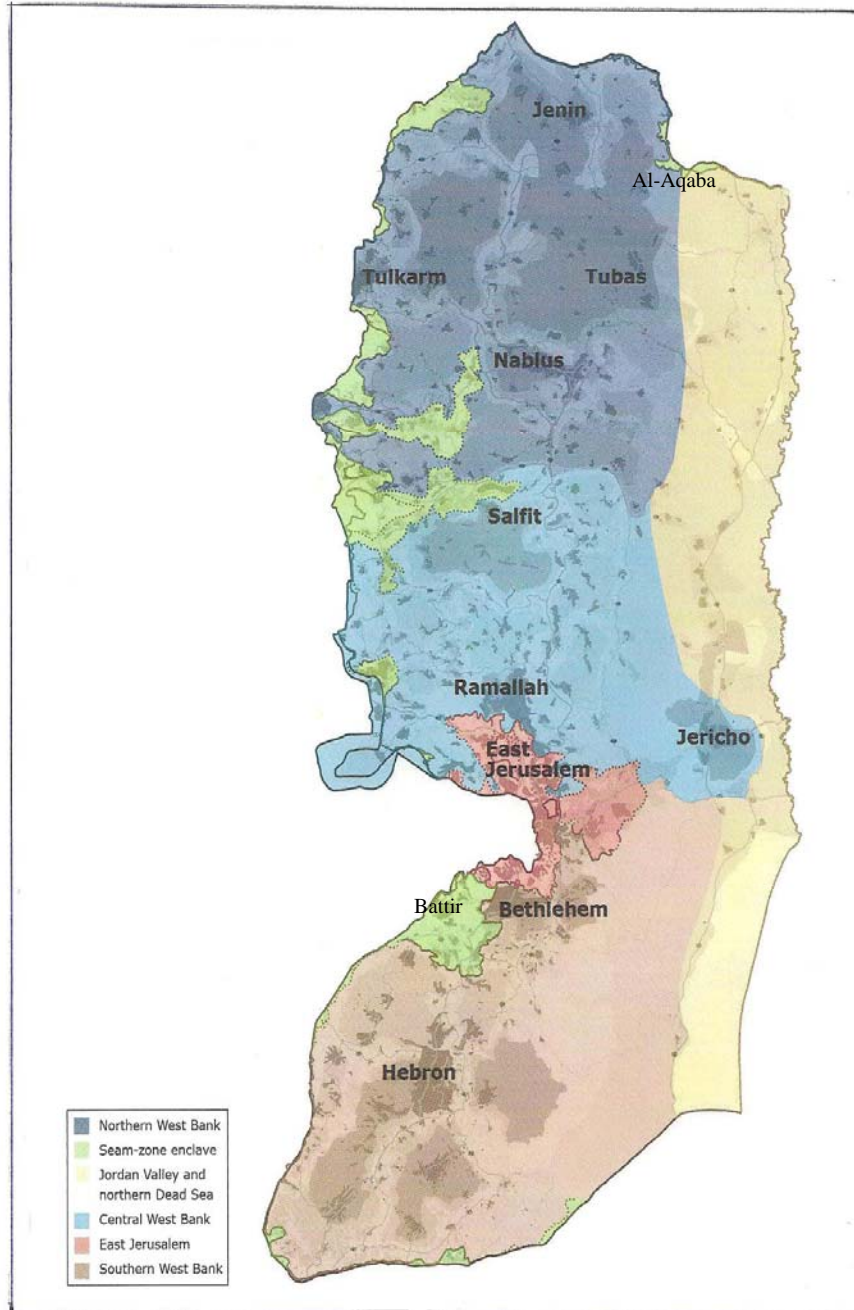 Jenin
Al-Aqaba
Tulkarm
Tubas
Nablus
Salfit
Ramallah
East
Jerusalem
Jericho
Battir
Bethlehem
Hebron
Northern West Bank
Seam-zone enclave
Jordan Valley and
northern Dead Sea
Central West Bank
East Jerusalem
Southern West Bank